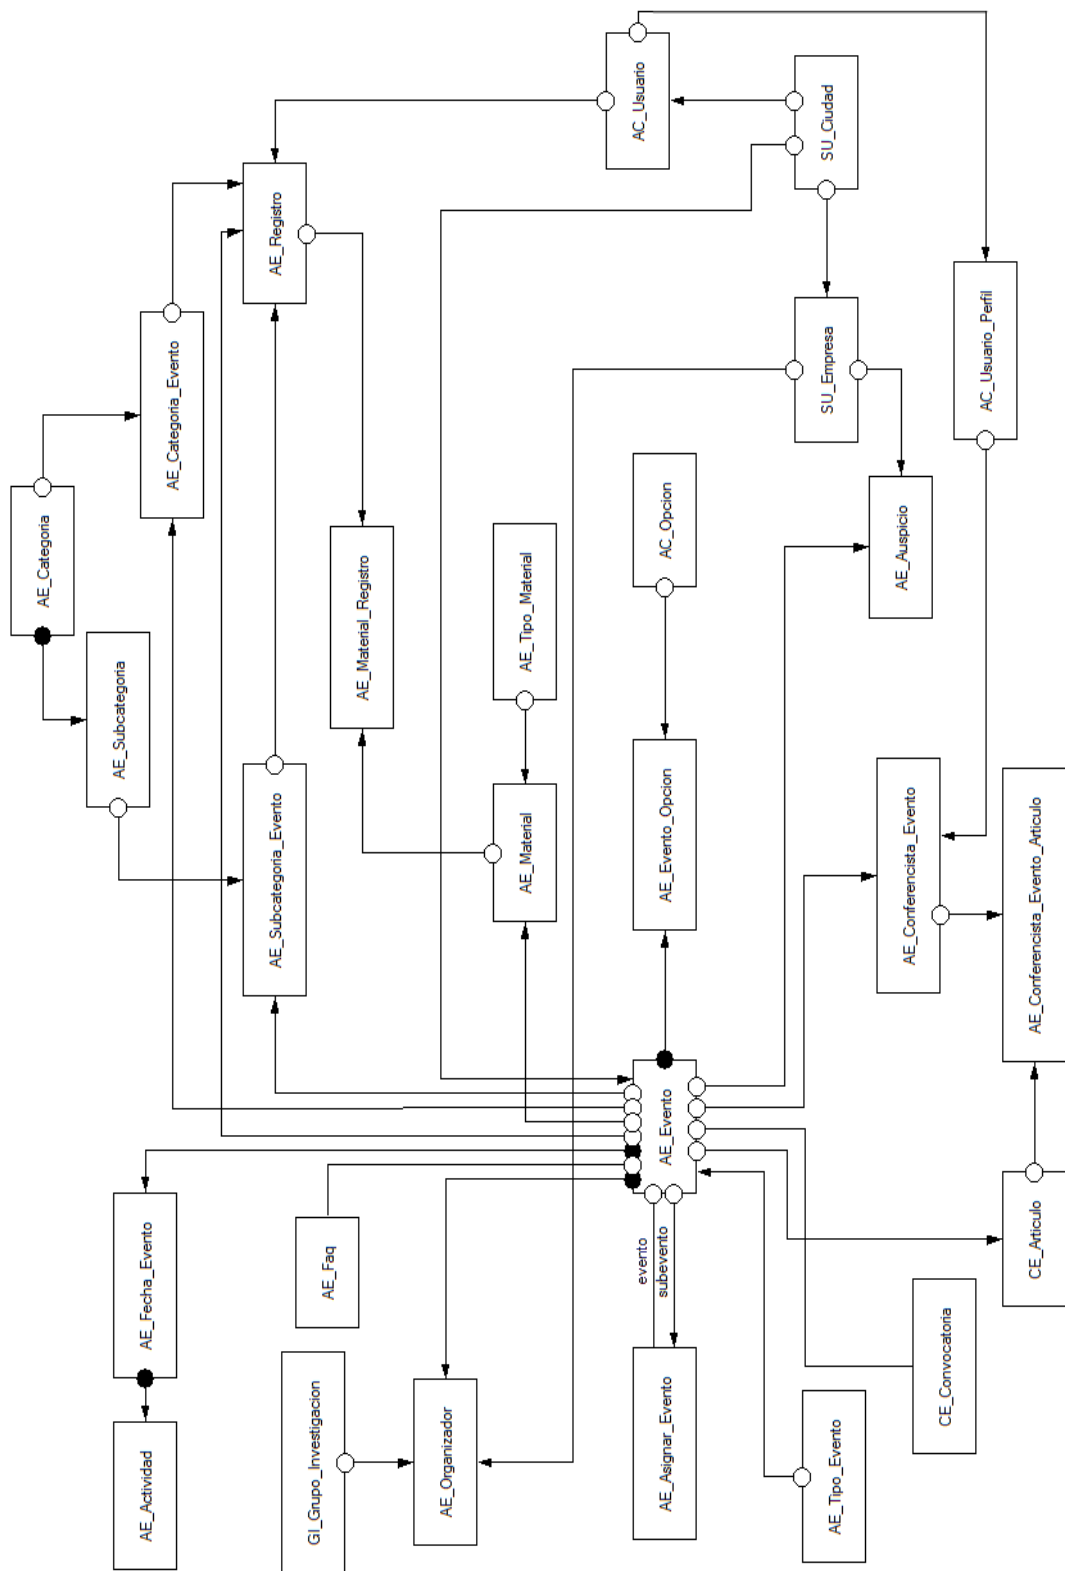 AE_Categoria
AE_Subcategoria
AE_Actividad
AE_Fecha_Evento
AE_Categoria_Evento
AE_Subcategoria_Evento
AE_Registro
GI_Grupo_Investigacion
AE_Faq
AE_Material_Registro
AE_Organizador
AE_Material
AE_Tipo_Material
evento
subevento
AE_Asignar_Evento
AE_Evento
AE_Evento_Opcion
AC_Opcion
AC_Usuario
AE_Tipo_Evento
SU_Empresa
SU_Ciudad
AE_Auspicio
AE_Conferencista_Evento
CE_Convocatoria
AC_Usuario_Perfil
CE_Articulo
AE_Conferencista_Evento_Articulo